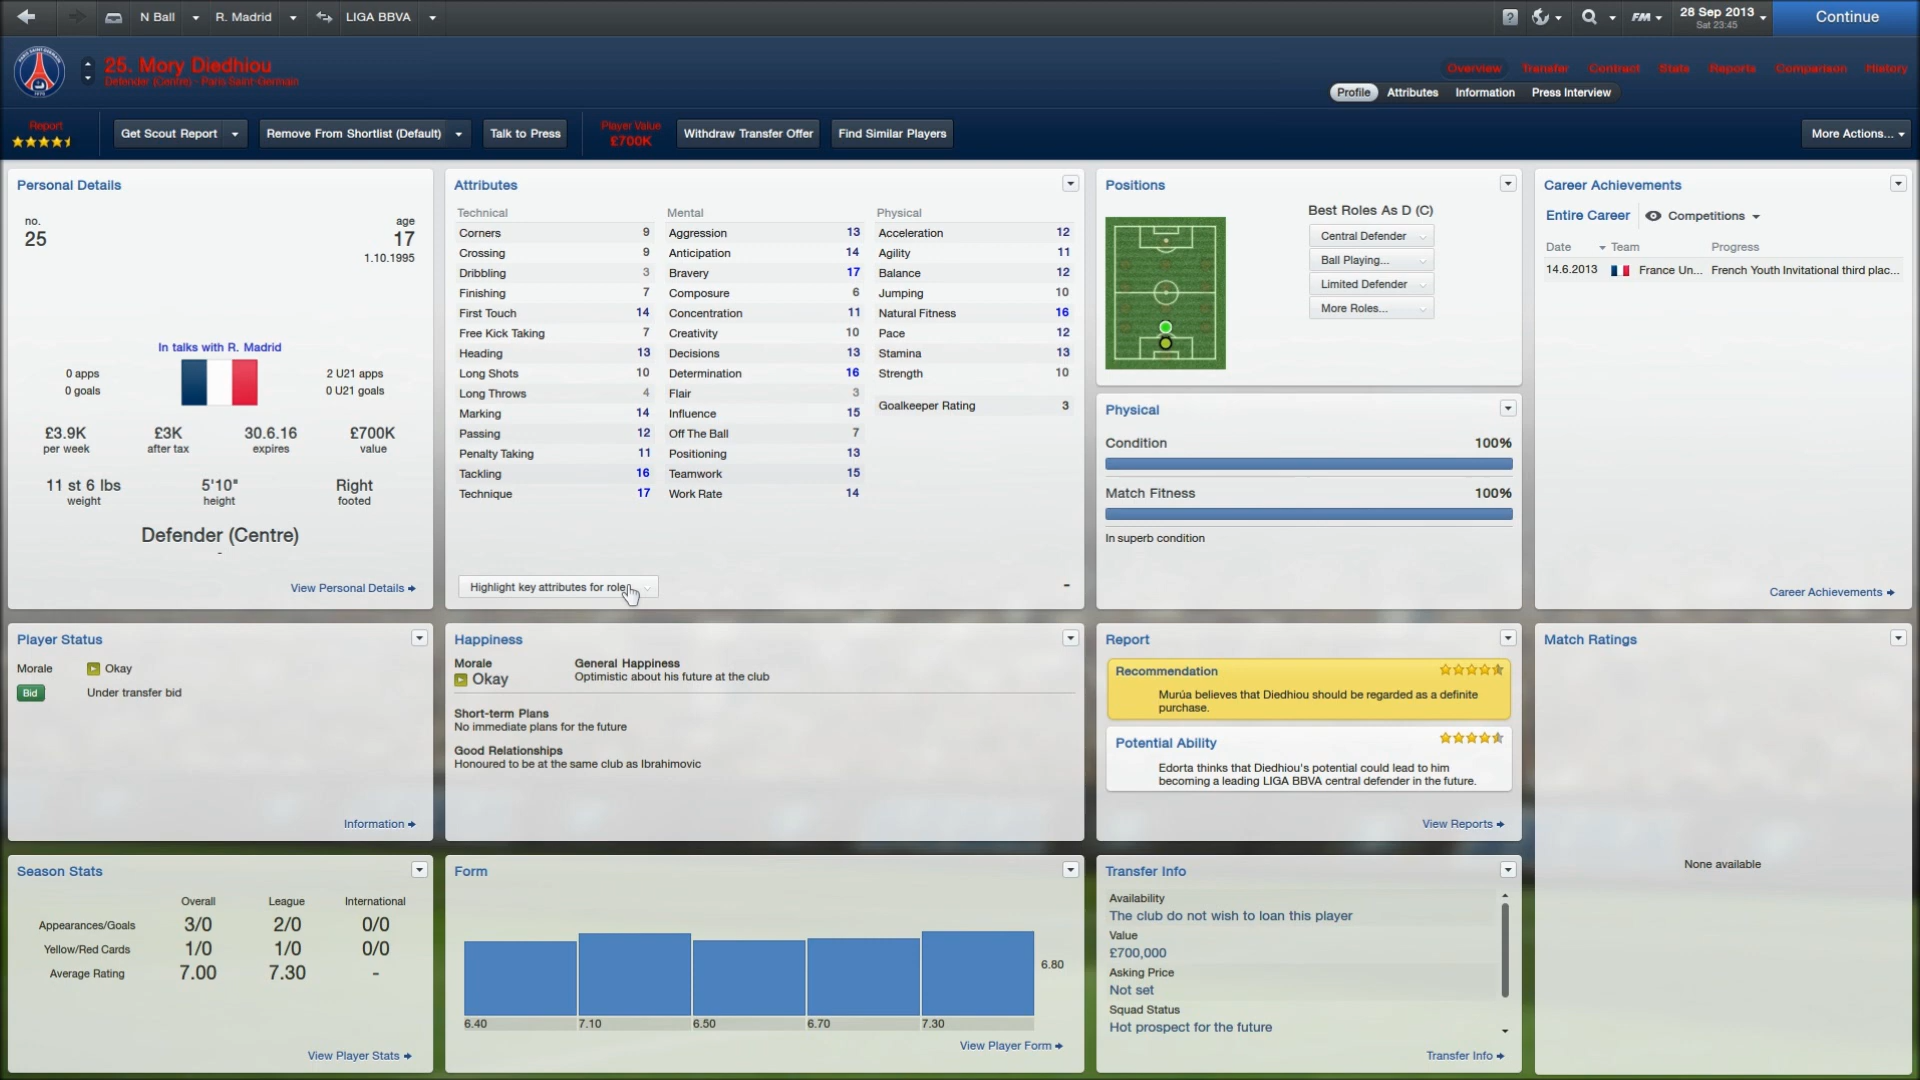 N Ball R. Madrid LIGA BBVA
? FM 28 Sep 2013 Sat 23:45 Continue
25. Mory Diedhiou
Defender (Centre) - Paris Saint-Germain
Overview Transfer Contract Stats Reports Comparison History
Profile Attributes Information Press Interview
Report
Get Scout Report Remove From Shortlist (Default) Talk to Press Player Value £700K Withdraw Transfer Offer Find Similar Players More Actions...
Personal Details
no. 25
age 17
1.10.1995
In talks with R. Madrid
0 apps 2 U21 apps
0 goals 0 U21 goals
£3.9K £3K 30.6.16 £700K
per week after tax expires value
11 st 6 lbs 5'10" Right
weight height footed
Defender (Centre)
-
View Personal Details
Attributes
Technical Mental Physical
Corners 9 Aggression 13 Acceleration 12
Crossing 9 Anticipation 14 Agility 11
Dribbling 3 Bravery 17 Balance 12
Finishing 7 Composure 6 Jumping 10
First Touch 14 Concentration 11 Natural Fitness 16
Free Kick Taking 7 Creativity 10 Pace 12
Heading 13 Decisions 13 Stamina 13
Long Shots 10 Determination 16 Strength 10
Long Throws 4 Flair 3
Marking 14 Influence 15 Goalkeeper Rating 3
Passing 12 Off The Ball 7
Penalty Taking 11 Positioning 13
Tackling 16 Teamwork 15
Technique 17 Work Rate 14
Highlight key attributes for role -
Positions
Best Roles As D (C)
Central Defender
Ball Playing...
Limited Defender
More Roles...
Physical
Condition 100%
Match Fitness 100%
In superb condition
Career Achievements
Entire Career Competitions
Date Team Progress
14.6.2013 France Un... French Youth Invitational third plac...
Career Achievements
Player Status
Morale Okay
Bid Under transfer bid
Information
Happiness
Morale General Happiness
Okay Optimistic about his future at the club
Short-term Plans
No immediate plans for the future
Good Relationships
Honoured to be at the same club as Ibrahimovic
Report
Recommendation
Murúa believes that Diedhiou should be regarded as a definite
purchase.
Potential Ability
Edorta thinks that Diedhiou's potential could lead to him
becoming a leading LIGA BBVA central defender in the future.
View Reports
Match Ratings
None available
Season Stats
Overall League International
Appearances/Goals 3/0 2/0 0/0
Yellow/Red Cards 1/0 1/0 0/0
Average Rating 7.00 7.30 -
View Player Stats
Form
6.80
6.40 7.10 6.50 6.70 7.30
View Player Form
Transfer Info
Availability
The club do not wish to loan this player
Value
£700,000
Asking Price
Not set
Squad Status
Hot prospect for the future
Transfer Info